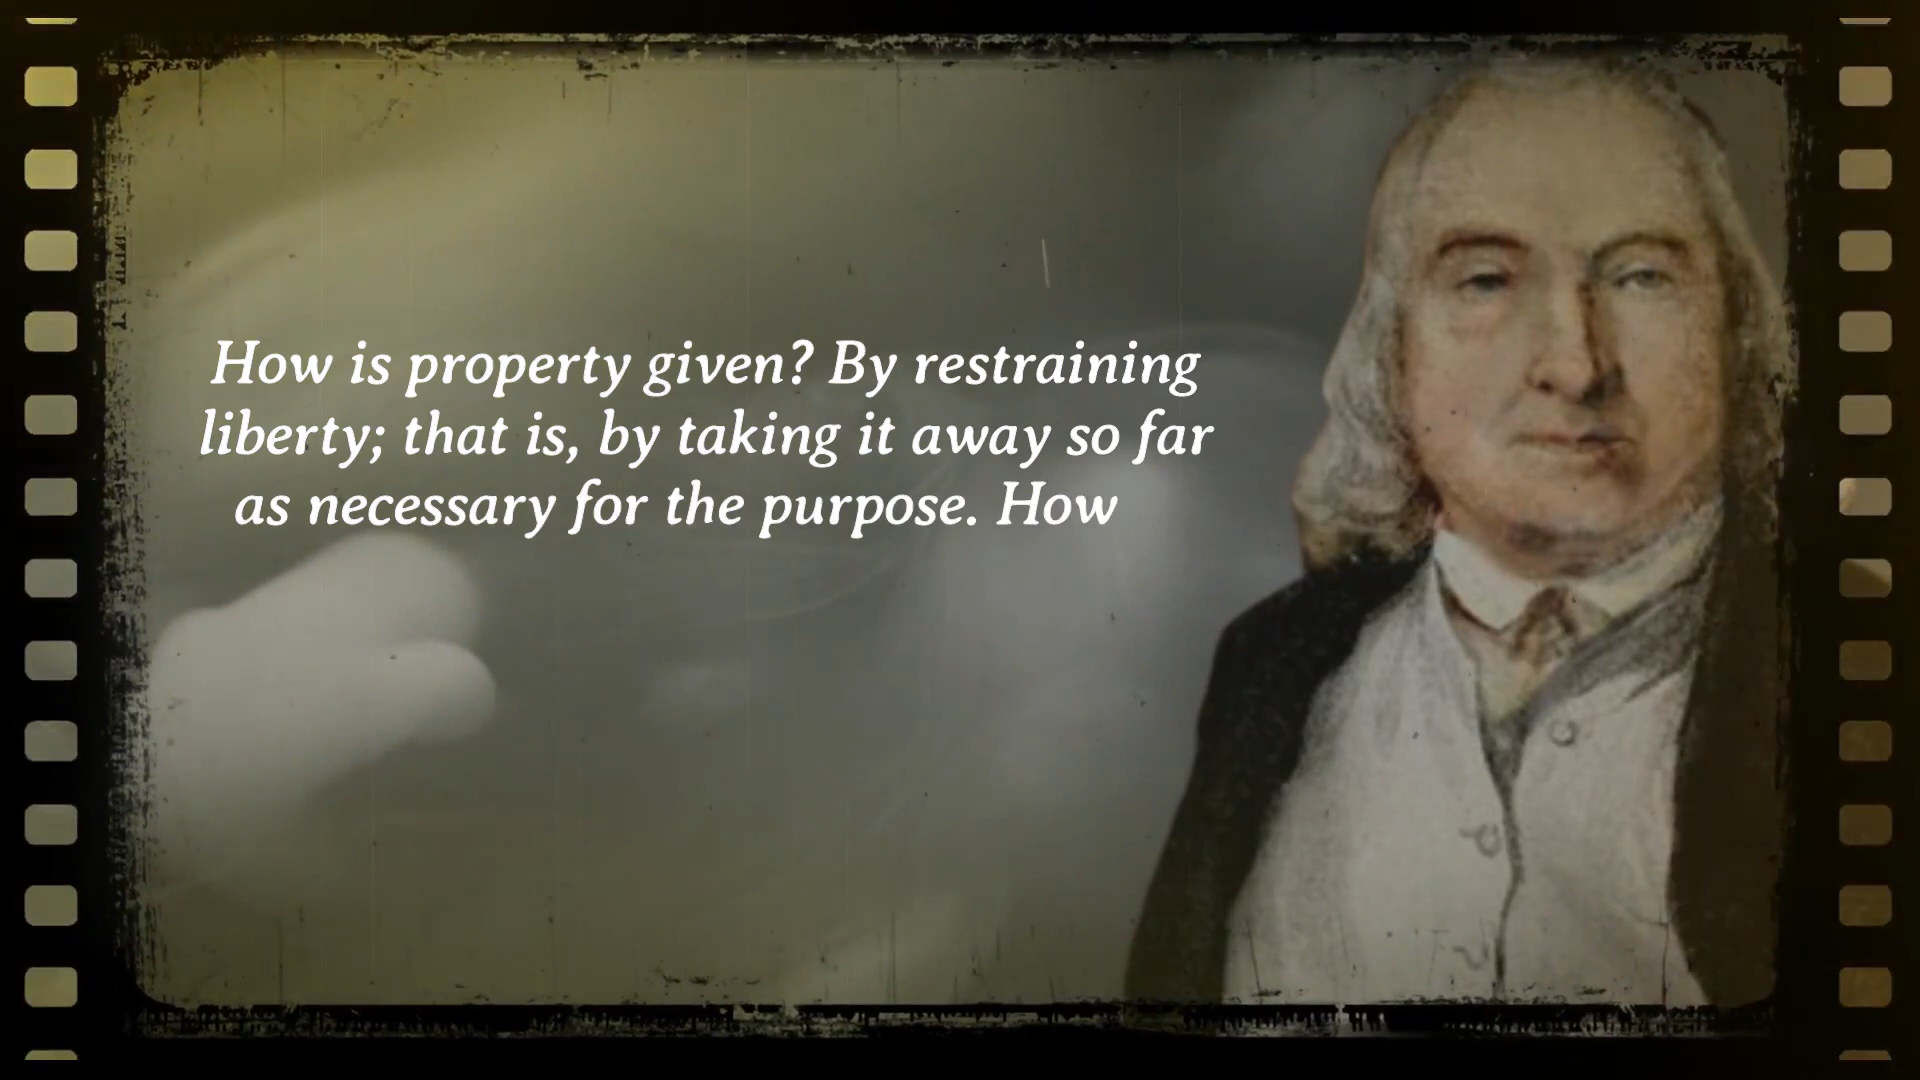 How is property given? By restraining
liberty; that is, by taking it away so far
as necessary for the purpose. How